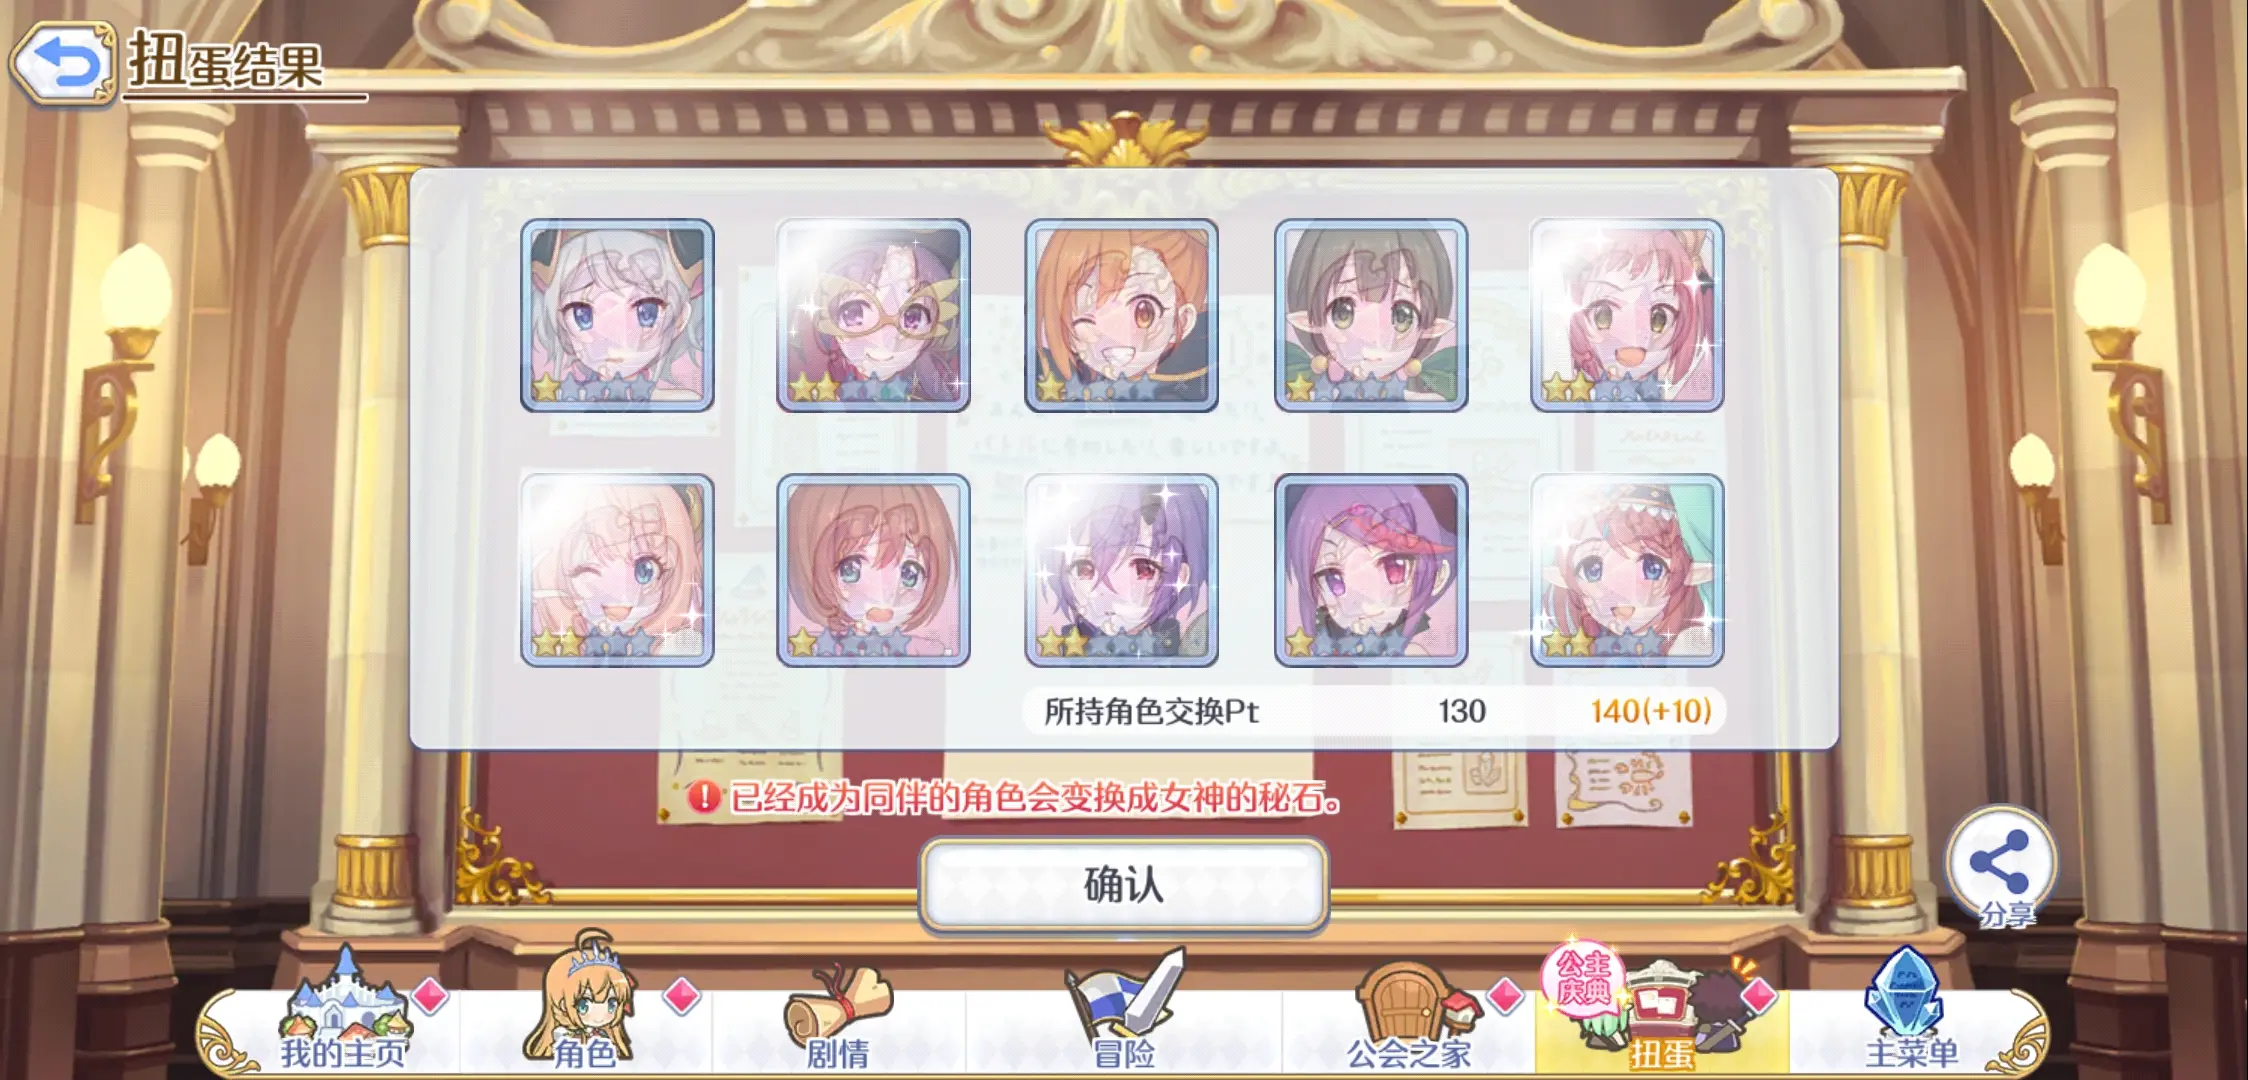 扭蛋结果
所持角色交换Pt 130 140(+10)
已经成为同伴的角色会变换成女神的秘石。
确认
分享
公主
庆典
我的主页 角色 剧情 冒险 公会之家 扭蛋 主菜单